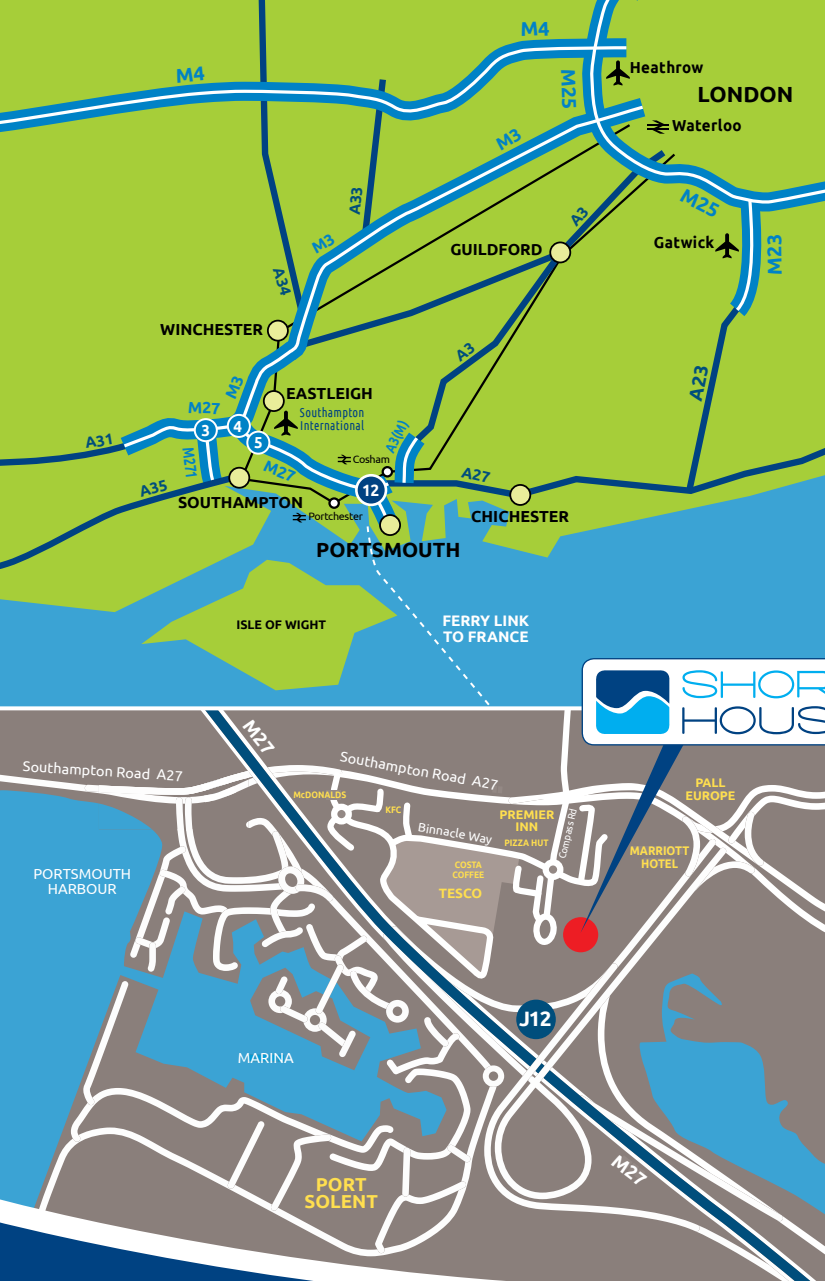 M4
M4
Heathrow
M25
LONDON
Waterloo
M3
A33
M25
A3
M3
GUILDFORD
Gatwick
M23
A34
WINCHESTER
A3
M3
EASTLEIGH
A23
M27
Southampton
International
3
4
5
A31
A3(M)
M271
M27
Cosham
A27
A35
12
SOUTHAMPTON
Portchester
CHICHESTER
PORTSMOUTH
ISLE OF WIGHT
FERRY LINK
TO FRANCE
SHOR
HOUS
M27
Southampton Road A27
Southampton Road A27
PALL
EUROPE
McDONALDS
KFC
PREMIER
INN
PIZZA HUT
Compass Rd
Binnacle Way
MARRIOTT
HOTEL
COSTA
COFFEE
TESCO
PORTSMOUTH
HARBOUR
J12
MARINA
M27
PORT
SOLENT